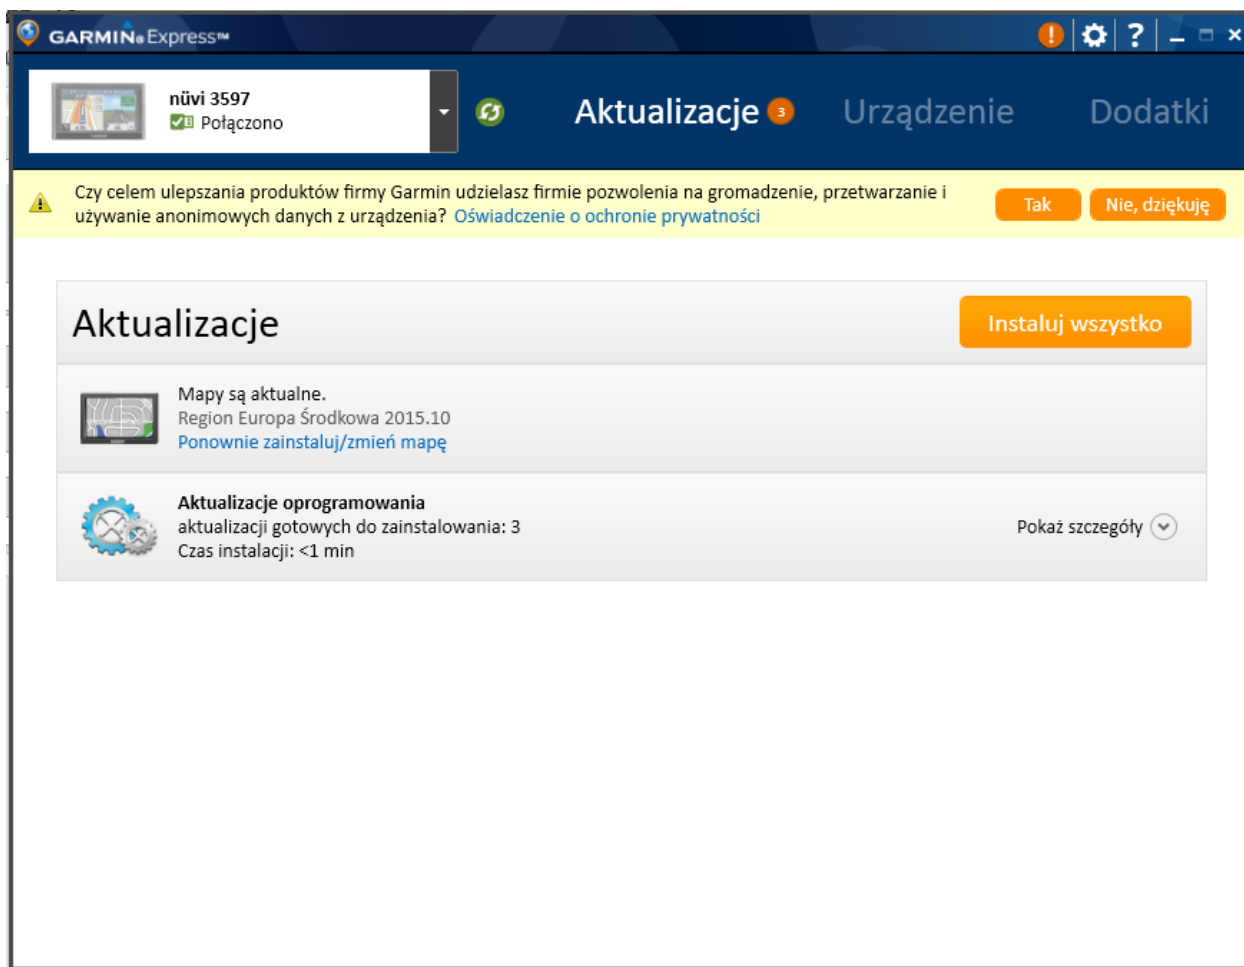 GARMIN® Express™
nüvi 3597
Połączono
Aktualizacje 3
Urządzenie
Dodatki
Czy celem ulepszania produktów firmy Garmin udzielasz firmie pozwolenia na gromadzenie, przetwarzanie i
używanie anonimowych danych z urządzenia? Oświadczenie o ochronie prywatności
Tak
Nie, dziękuję
Aktualizacje
Instaluj wszystko
Mapy są aktualne.
Region Europa Środkowa 2015.10
Ponownie zainstaluj/zmień mapę
Aktualizacje oprogramowania
aktualizacji gotowych do zainstalowania: 3
Czas instalacji: <1 min
Pokaż szczegóły